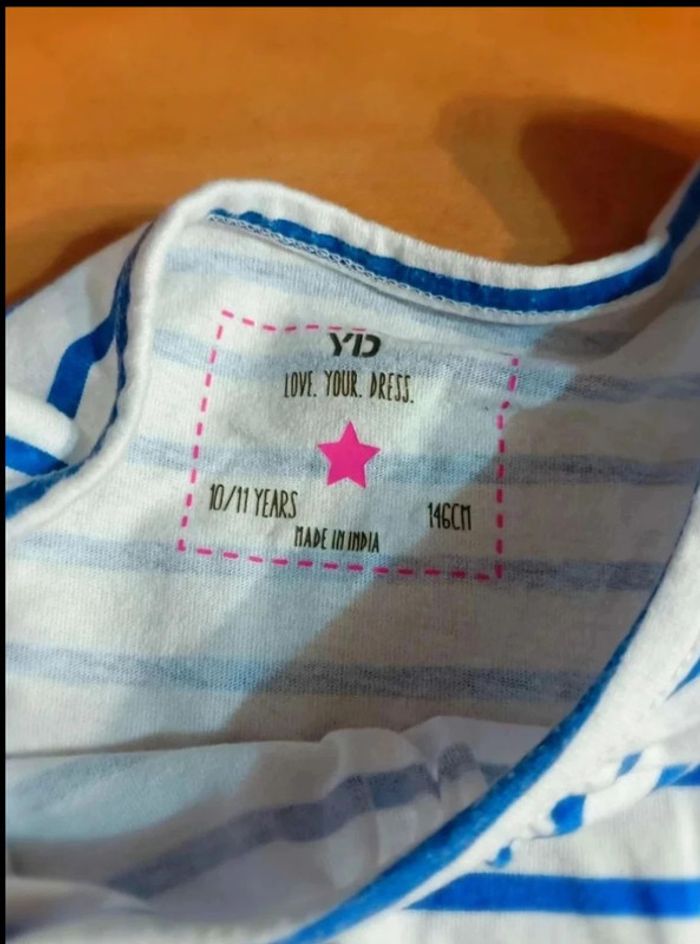 YD
LOVE. YOUR. DRESS.
10/11 YEARS 146CM
MADE IN INDIA